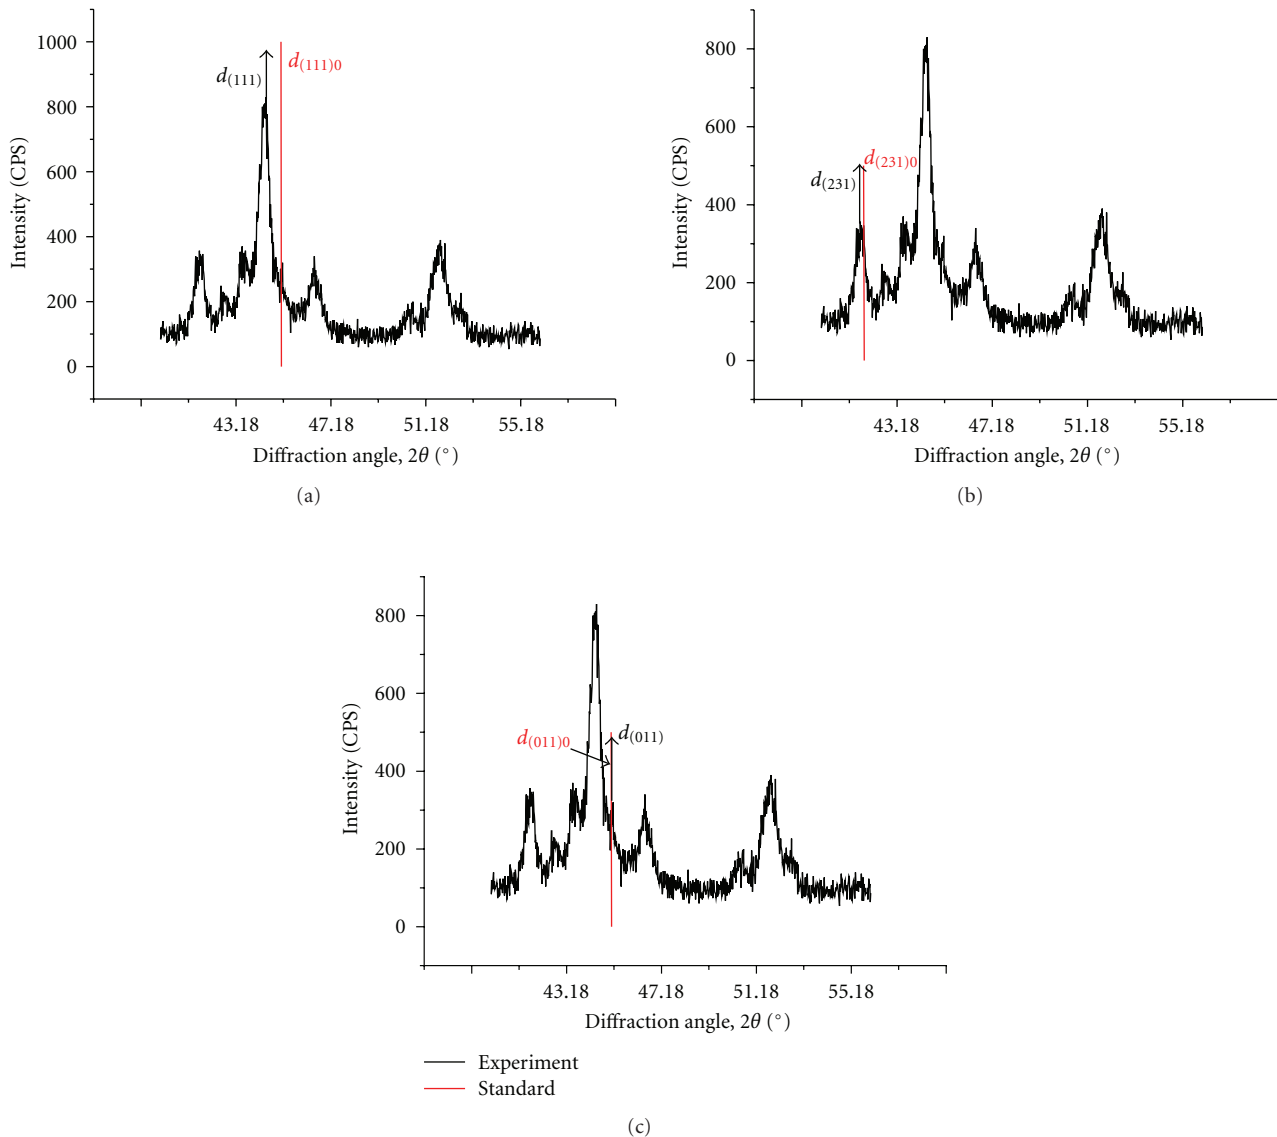 1000
800
600
400
200
0
Intensity (CPS)
d(111)
d(111)0
43.18 47.18 51.18 55.18
Diffraction angle, 2θ (°)
(a)
800
600
400
200
0
Intensity (CPS)
d(231)
d(231)0
43.18 47.18 51.18 55.18
Diffraction angle, 2θ (°)
(b)
800
600
400
200
0
Intensity (CPS)
d(011)0
d(011)
43.18 47.18 51.18 55.18
Diffraction angle, 2θ (°)
Experiment
Standard
(c)